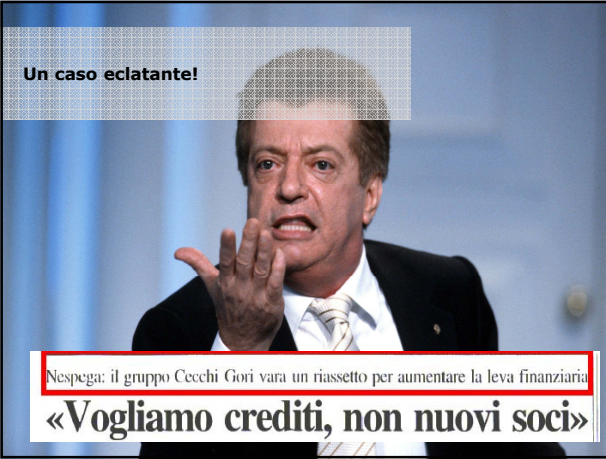 Un caso eclatante!
Nespega: il gruppo Cecchi Gori vara un riassetto per aumentare la leva finanziaria
«Vogliamo crediti, non nuovi soci»